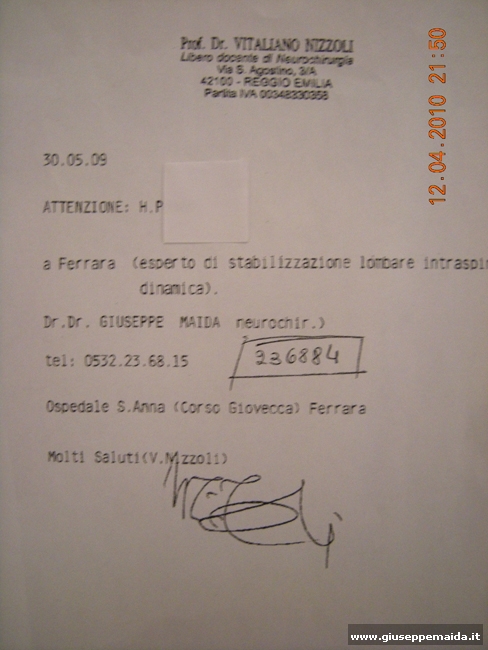 Prof. Dr. VITALIANO NIZZOLI
Libero docente di Neurochirurgia
Via S. Agostino, 3/A
42100 - REGGIO EMILIA
Partita IVA 00348330358
12.04.2010 21:50
30.05.09
ATTENZIONE: H.P
a Ferrara (esperto di stabilizzazione lombare intraspin
dinamica).
Dr.Dr. GIUSEPPE MAIDA neurochir.)
tel: 0532.23.68.15
236884
Ospedale S.Anna (Corso Giovecca) Ferrara
Molti Saluti(V.Nizzoli)
www.giuseppemaida.it